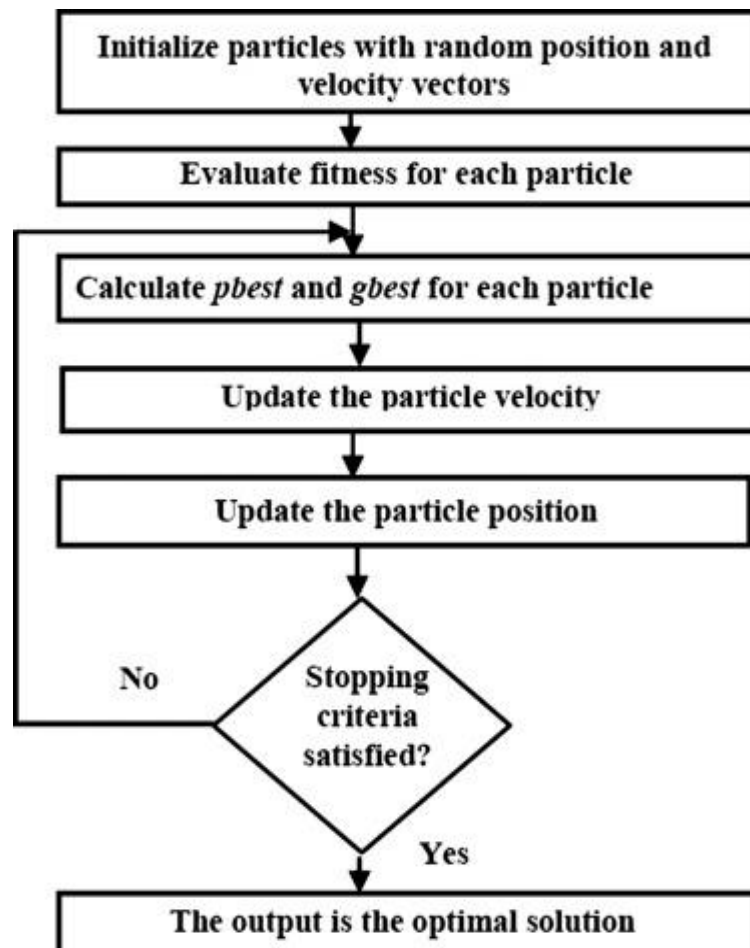 Initialize particles with random position and
velocity vectors
Evaluate fitness for each particle
Calculate pbest and gbest for each particle
Update the particle velocity
Update the particle position
Stopping
criteria
satisfied?
No
Yes
The output is the optimal solution